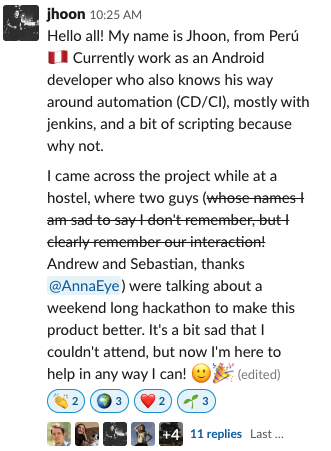 jhoon 10:25 AM
Hello all! My name is Jhoon, from Perú
🇵🇪 Currently work as an Android
developer who also knows his way
around automation (CD/CI), mostly with
jenkins, and a bit of scripting because
why not.
I came across the project while at a
hostel, where two guys (whose names I
am sad to say I don't remember, but I
clearly remember our interaction!
Andrew and Sebastian, thanks
@AnnaEye) were talking about a
weekend long hackathon to make this
product better. It's a bit sad that I
couldn't attend, but now I'm here to
help in any way I can! 🙂🎉 (edited)
👏 2 🌍 3 ❤️ 2 🌱 3
+4 11 replies Last ...